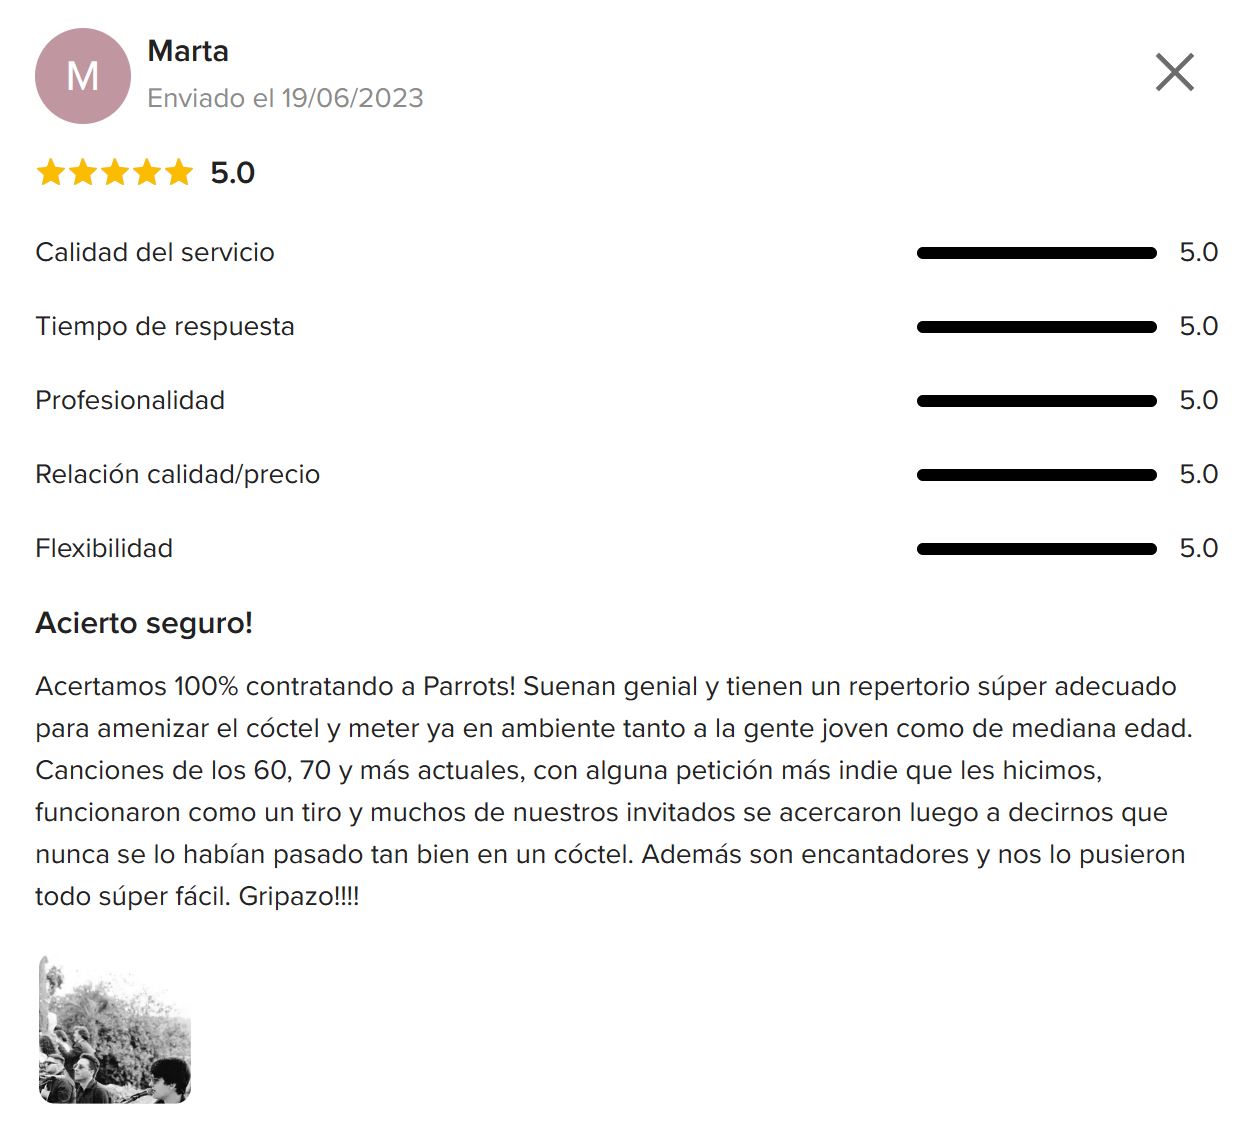 M
Marta
Enviado el 19/06/2023
5.0
Calidad del servicio 5.0
Tiempo de respuesta 5.0
Profesionalidad 5.0
Relación calidad/precio 5.0
Flexibilidad 5.0
Acierto seguro!
Acertamos 100% contratando a Parrots! Suenan genial y tienen un repertorio súper adecuado
para amenizar el cóctel y meter ya en ambiente tanto a la gente joven como de mediana edad.
Canciones de los 60, 70 y más actuales, con alguna petición más indie que les hicimos,
funcionaron como un tiro y muchos de nuestros invitados se acercaron luego a decirnos que
nunca se lo habían pasado tan bien en un cóctel. Además son encantadores y nos lo pusieron
todo súper fácil. Gripazo!!!!